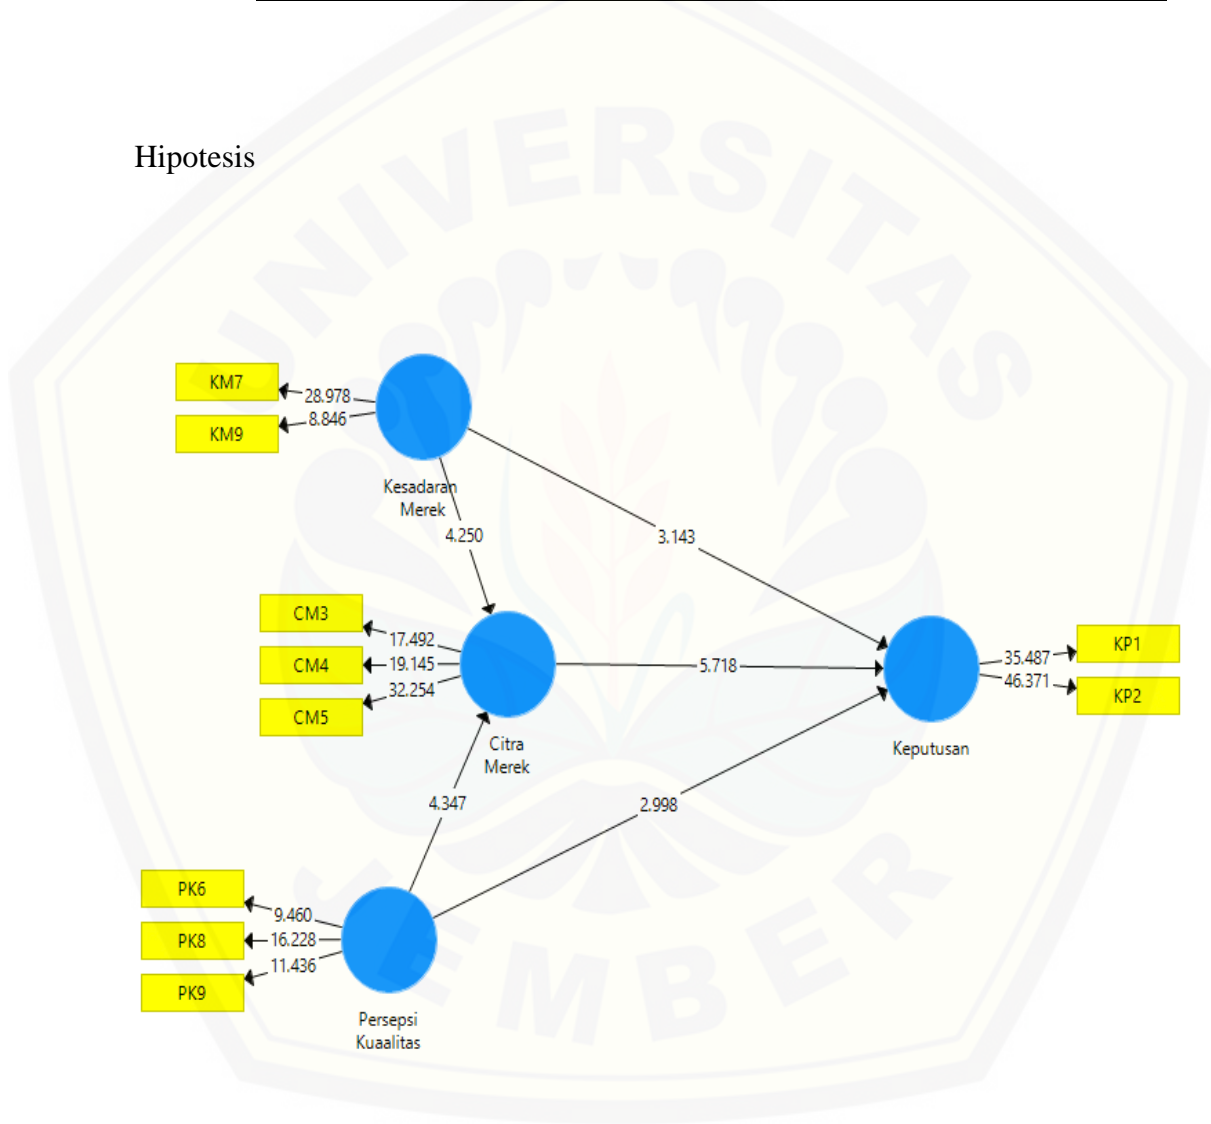 UNIVERSITAS
Hipotesis
KM7
28.978
8.846
KM9
Kesadaran
Merek
4.250
3.143
CM3
17.492
CM4
19.145
32.254
CM5
Citra
Merek
5.718
KP1
35.487
46.371
KP2
Keputusan
4.347
2.998
PK6
9.460
PK8
16.228
11.436
PK9
Persepsi
Kuaalitas
JEMBER